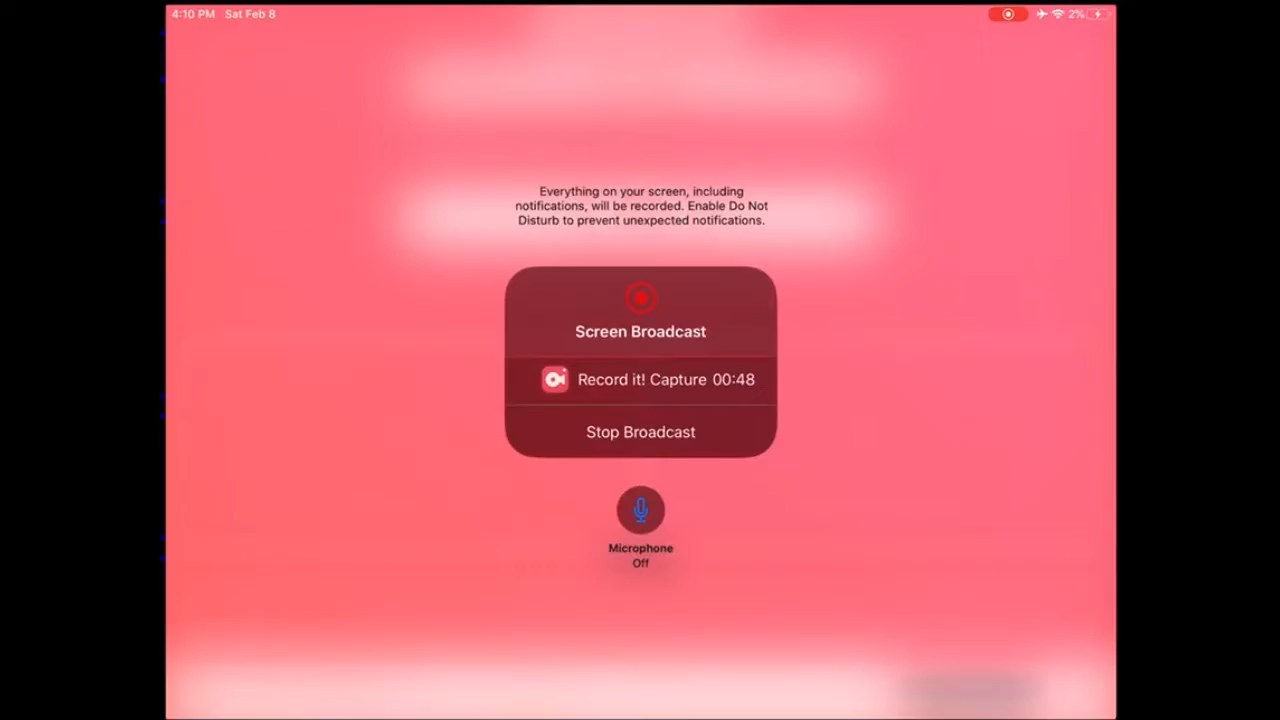 4:10 PM Sat Feb 8
2%
Everything on your screen, including
notifications, will be recorded. Enable Do Not
Disturb to prevent unexpected notifications.
Screen Broadcast
Record it! Capture 00:48
Stop Broadcast
Microphone
Off